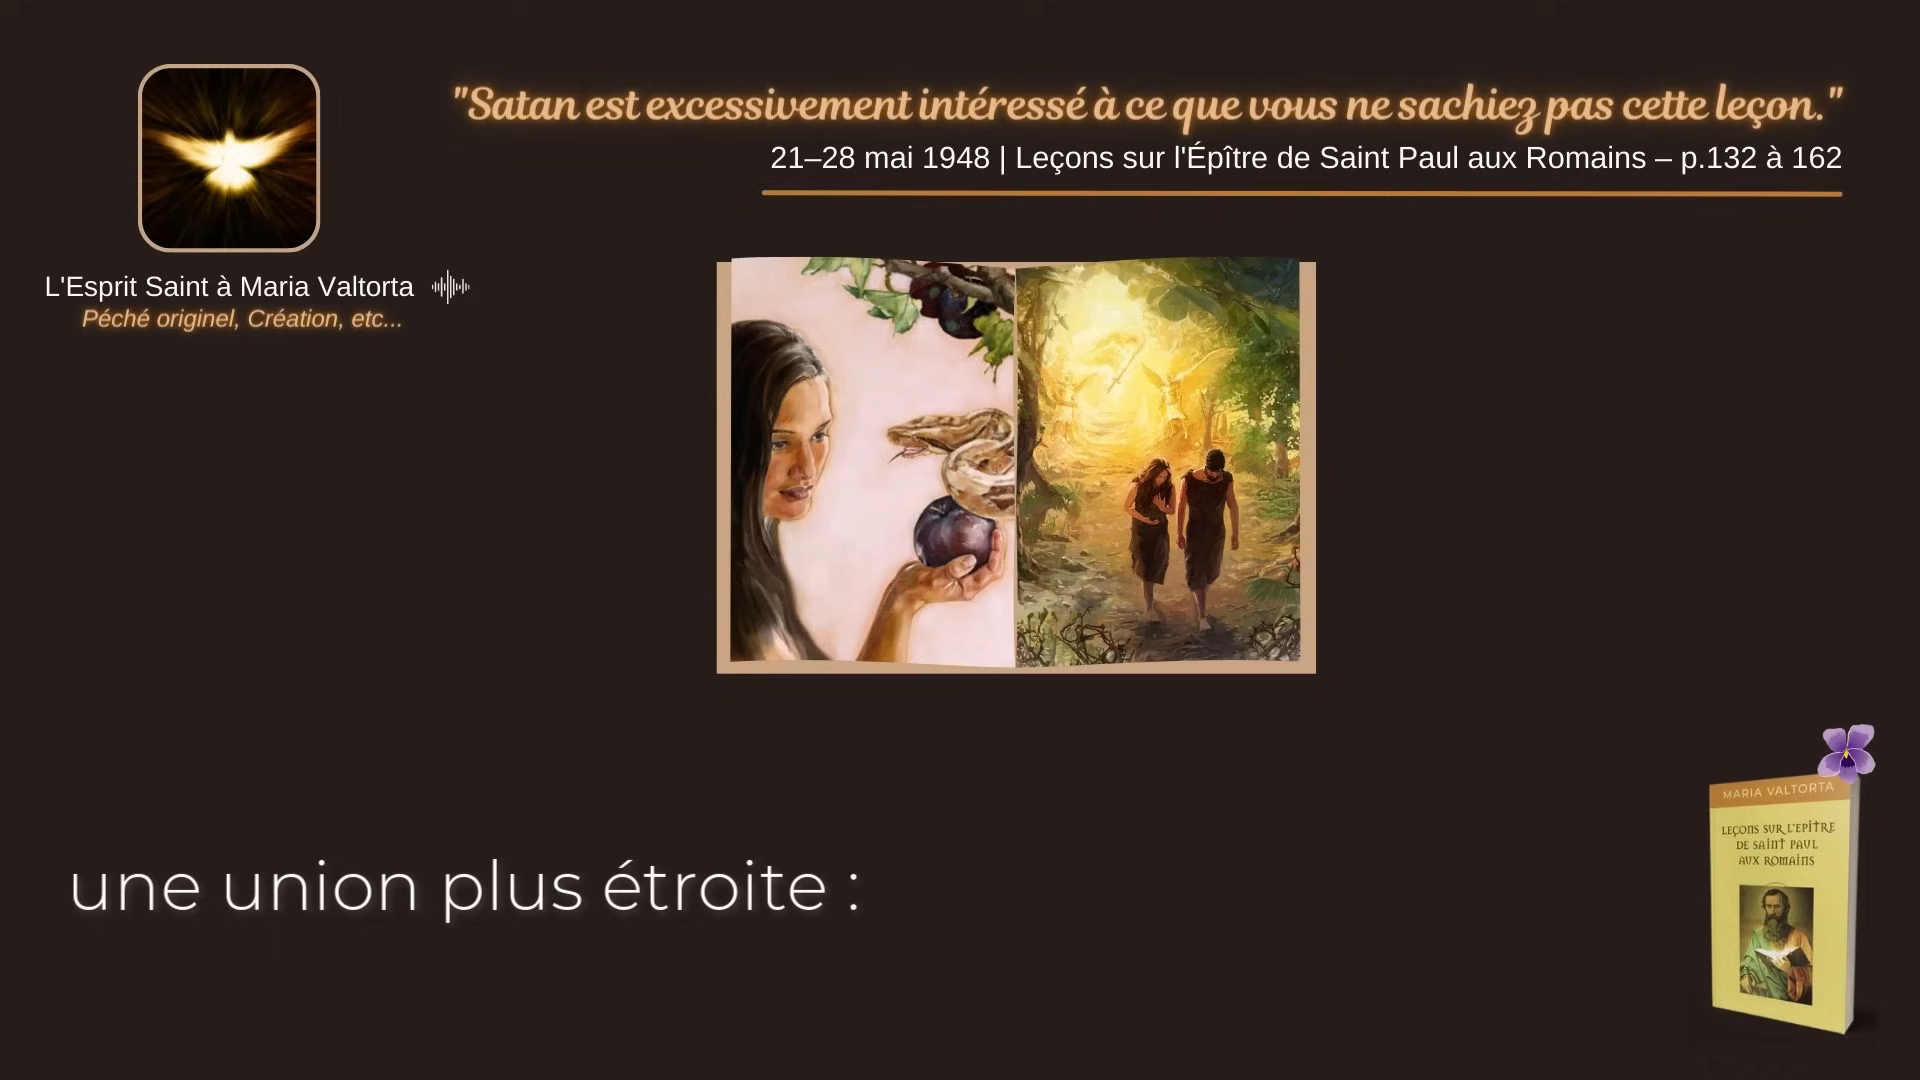 "Satan est excessivement intéressé à ce que vous ne sachiez pas cette leçon."
21–28 mai 1948 | Leçons sur l'Épître de Saint Paul aux Romains – p.132 à 162
L'Esprit Saint à Maria Valtorta
Péché originel, Création, etc...
une union plus étroite :
MARIA VALTORTA
LEÇONS SUR L'EPÎTRE
DE SAINT PAUL
AUX ROMAINS